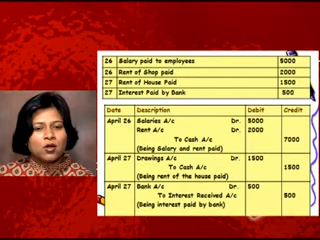 26 Salary paid to employees 5000
26 Rent of Shop paid 2000
27 Rent of House Paid 1500
27 Interest Paid by Bank 500
Date Description Debit Credit
April 26 Salaries A/c Dr. 5000
Rent A/c Dr. 2000
To Cash A/c 7000
(Being Salary and rent paid)
April 27 Drawings A/c Dr. 1500
To Cash A/c 1500
(Being rent of the house paid)
April 27 Bank A/c Dr. 500
To Interest Received A/c 500
(Being interest paid by bank)